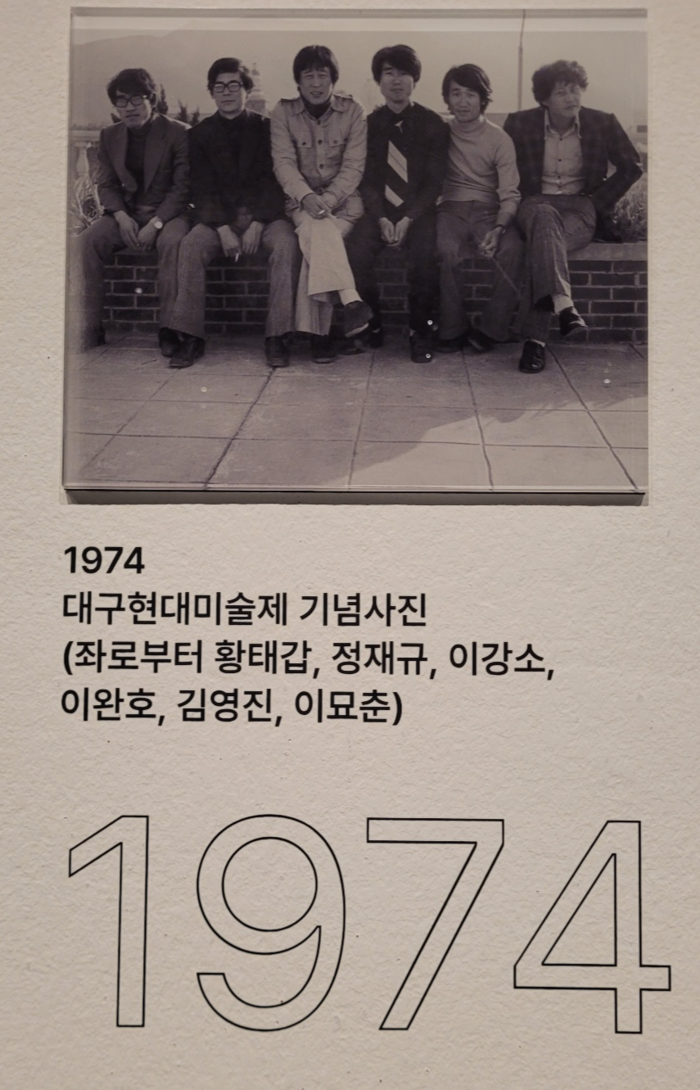 1974
대구현대미술제 기념사진
(좌로부터 황태갑, 정재규, 이강소,
이완호, 김영진, 이묘춘)
1974